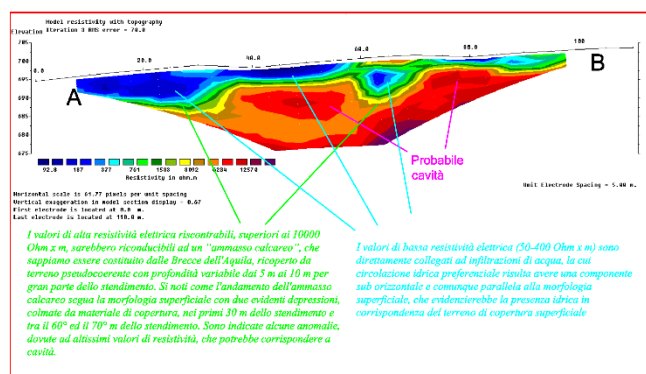 Model resistivity with topography
Iteration 3 RMS error = 70.0
Elevation
705
700
695
690
685
680
675
0.0
20.0
40.0
60.0
80.0
100
A
B
Probabile
cavità
92.8 187 377 761 1538 3092 6284 12570
Resistivity in ohm.m
Horizontal scale is 61.77 pixels per unit spacing
Vertical exaggeration in model section display = 0.67
First electrode is located at 0.0 m.
Last electrode is located at 118.0 m.
Unit Electrode Spacing = 5.00 m.
I valori di alta resistività elettrica riscontrabili, superiori ai 10000
Ohm x m, sarebbero riconducibili ad un "ammasso calcareo", che
sappiamo essere costituito dalle Brecce dell'Aquila, ricoperto da
terreno pseudocoerente con profondità variabile dai 5 m ai 10 m per
gran parte dello stendimento. Si noti come l'andamento dell'ammasso
calcareo segua la morfologia superficiale con due evidenti depressioni,
colmate da materiale di copertura, nei primi 30 m dello stendimento e
tra il 60° ed il 70° m dello stendimento. Sono indicate alcune anomalie,
dovute ad altissimi valori di resistività, che potrebbe corrispondere a
cavità.
I valori di bassa resistività elettrica (50-400 Ohm x m) sono
direttamente collegati ad infiltrazioni di acqua, la cui
circolazione idrica preferenziale risulta avere una componente
sub orizzontale e comunque parallela alla morfologia
superficiale, che evidenzierebbe la presenza idrica in
corrispondenza del terreno di copertura superficiale